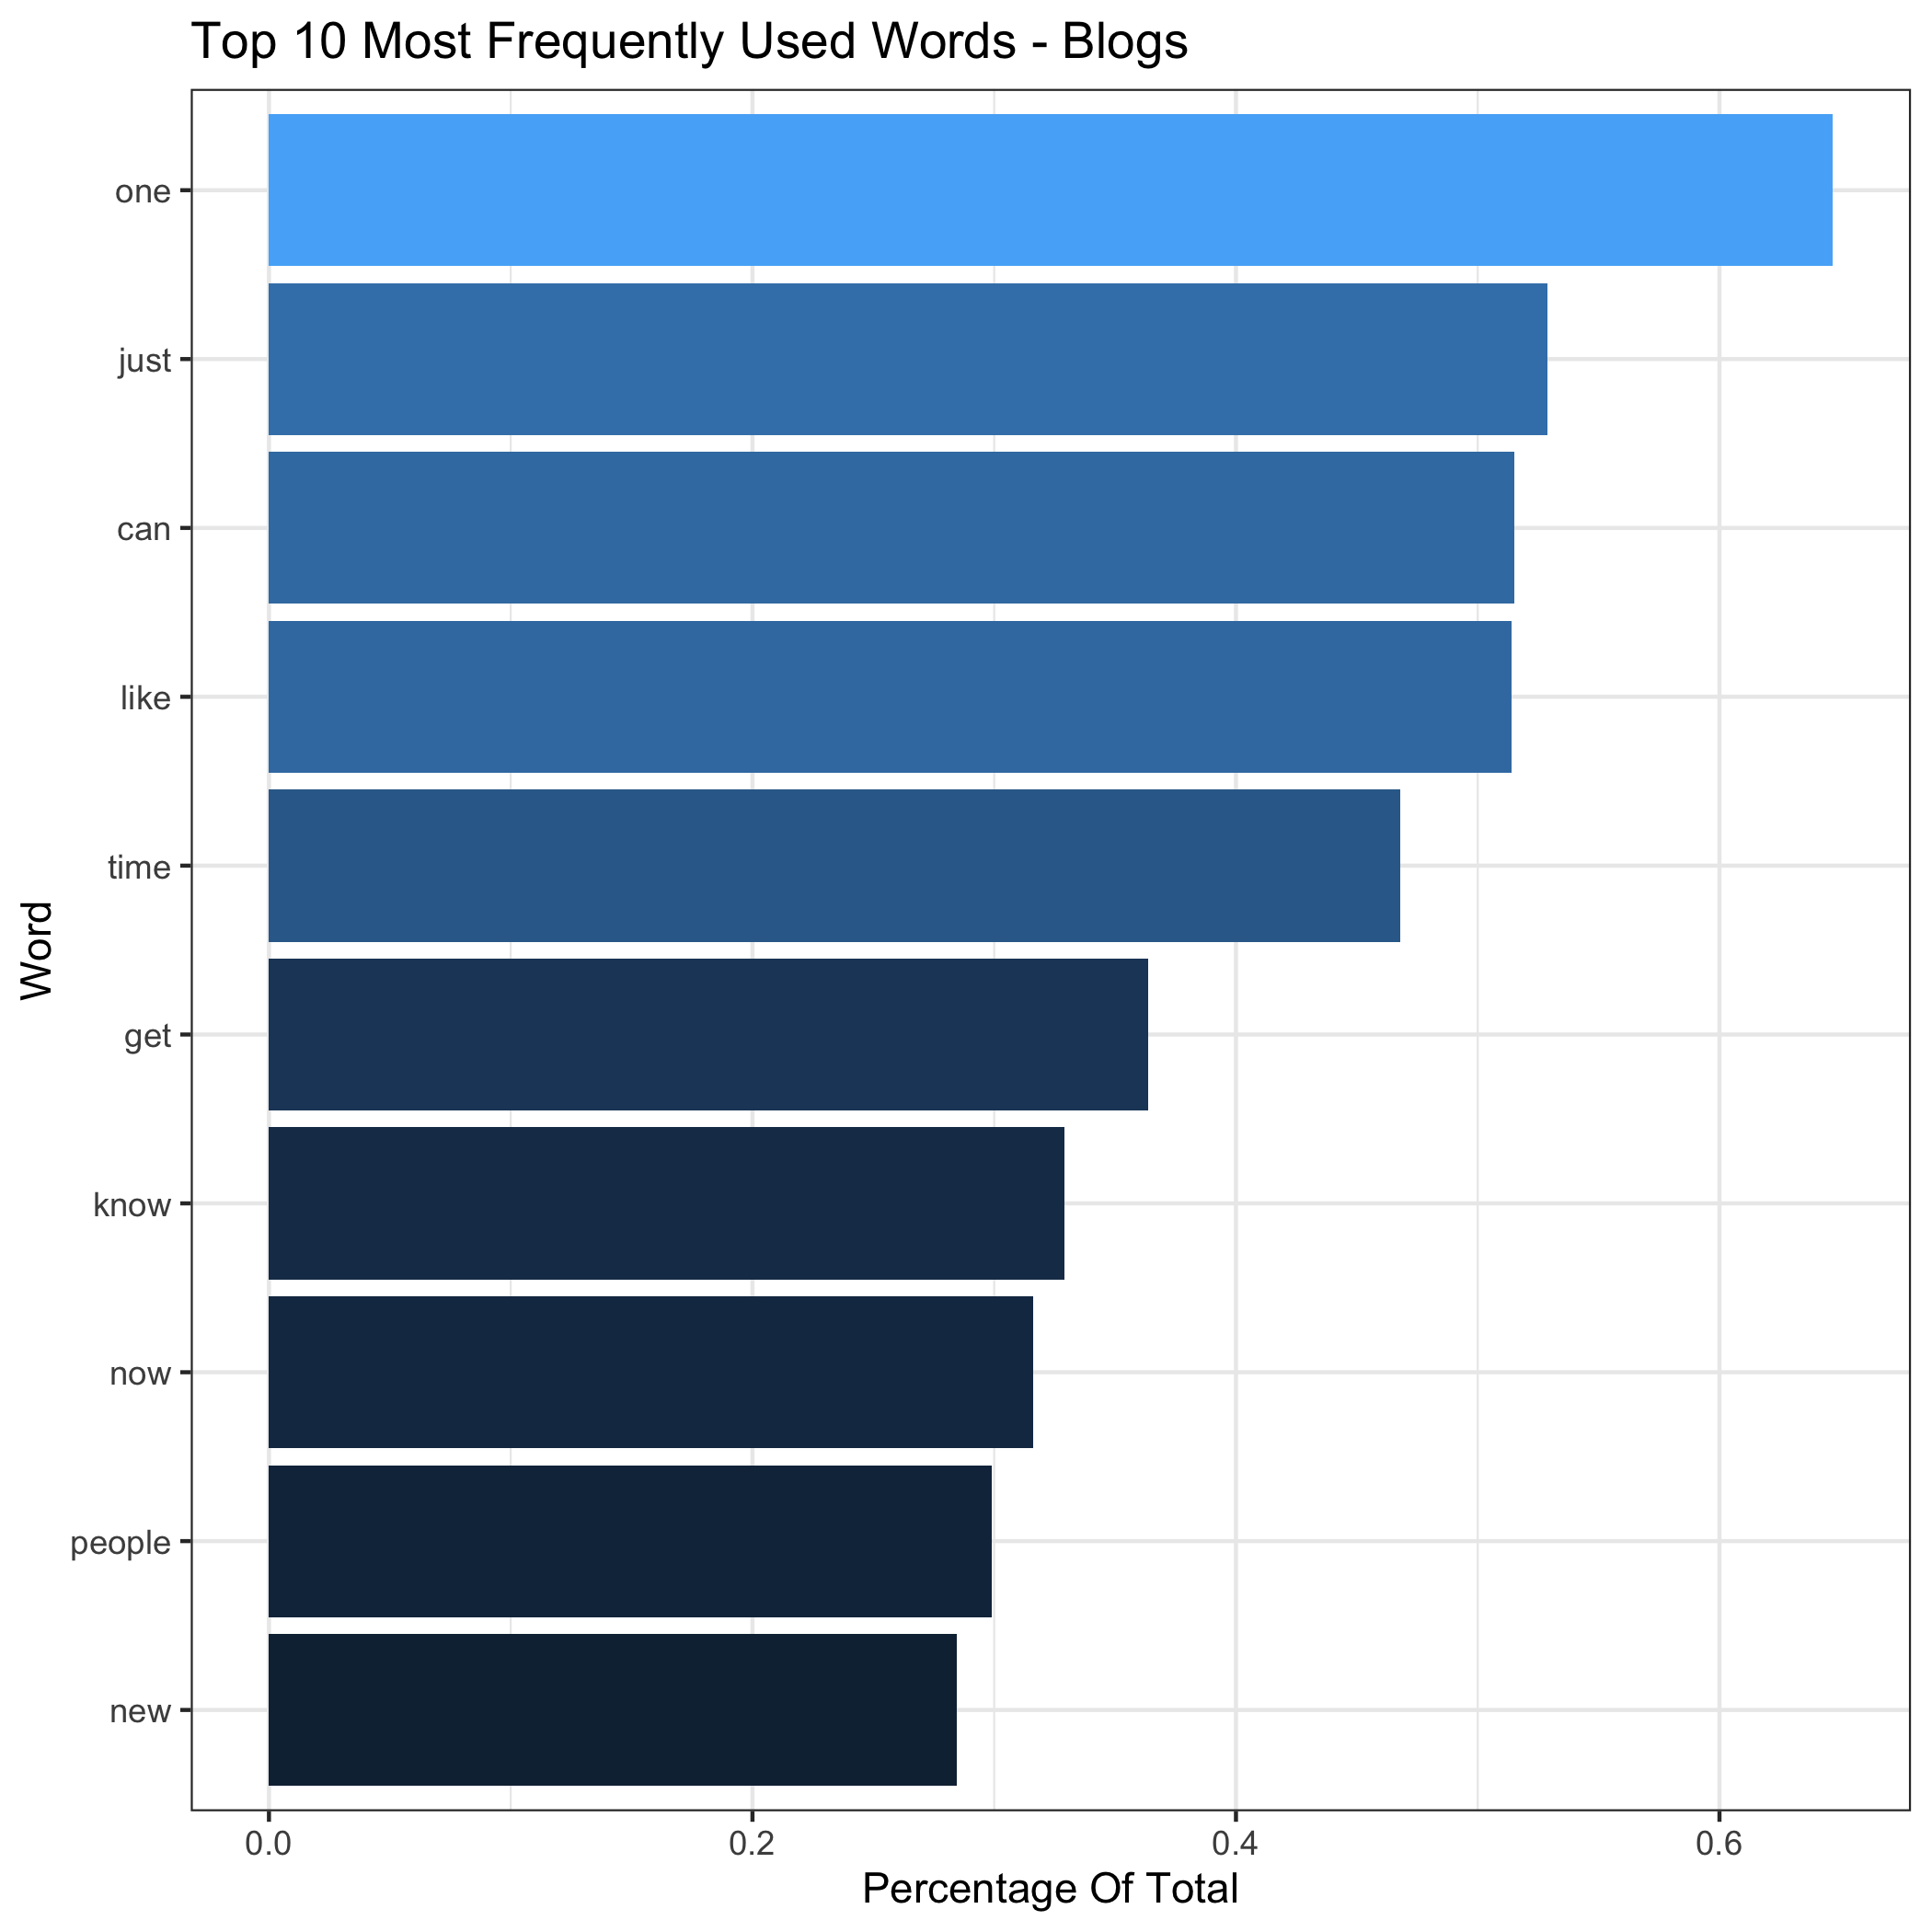 Top 10 Most Frequently Used Words - Blogs
one
just
can
like
time
get
know
now
people
new
Word
0.0 0.2 0.4 0.6
Percentage Of Total